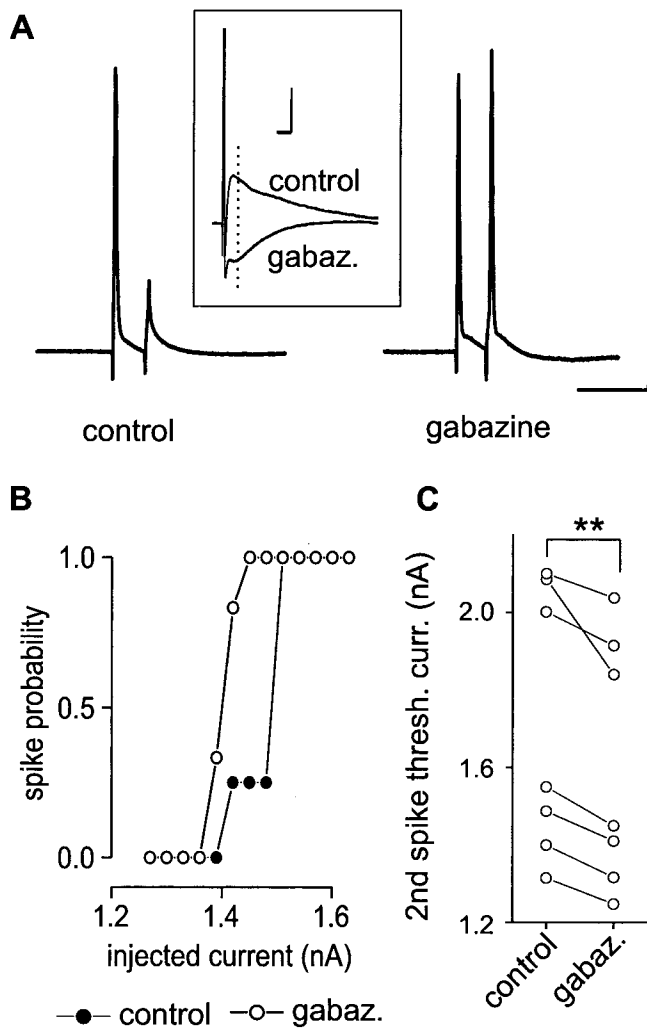 A
control
gabaz.
control
gabazine
B
spike probability
1.0
0.5
0.0
1.2
1.4
1.6
injected current (nA)
control
gabaz.
C
**
2nd spike thresh. curr. (nA)
2.0
1.6
1.2
control
gabaz.